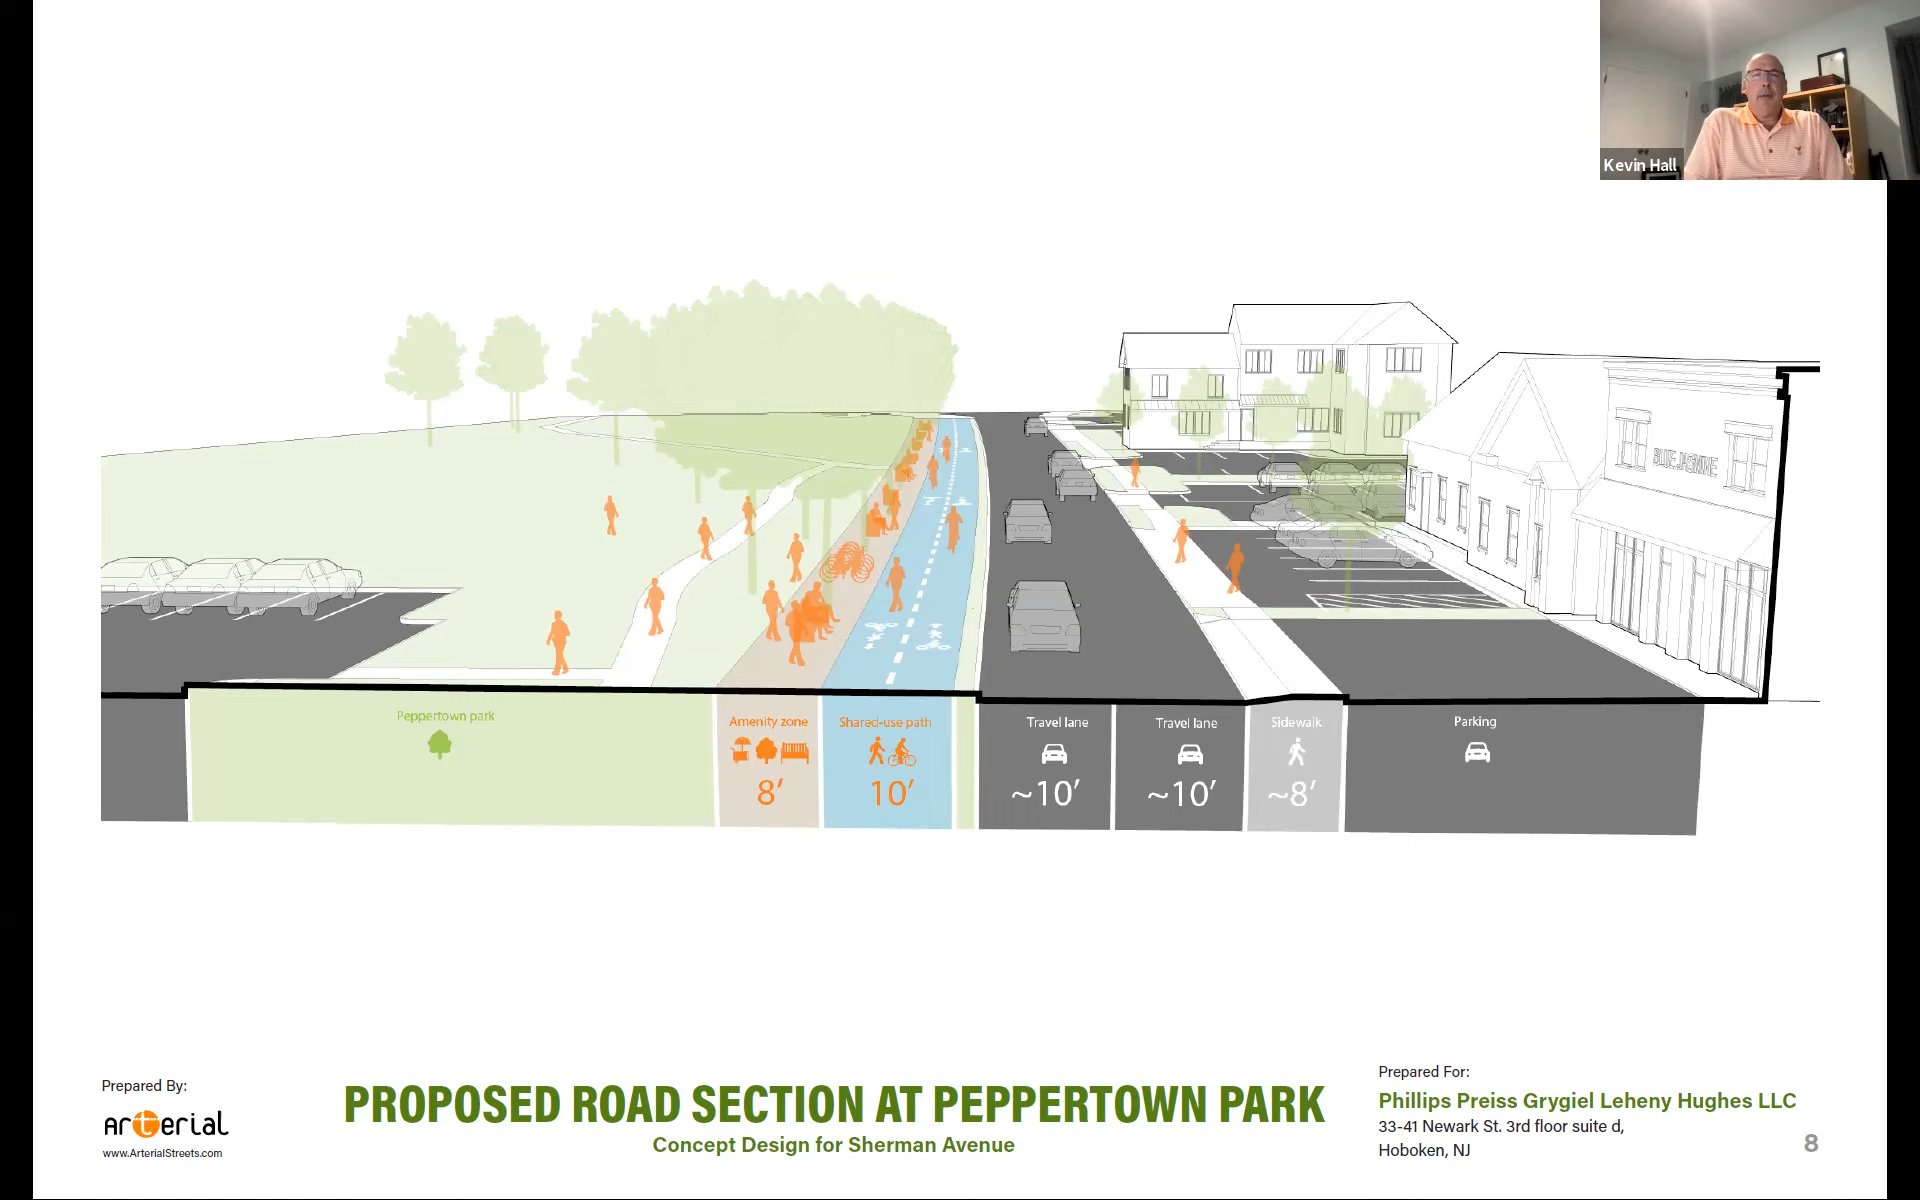 Kevin Hall
BLUE JASMINE
Peppertown park
Amenity zone
8′
Shared-use path
10′
Travel lane
~10′
Travel lane
~10′
Sidewalk
~8′
Parking
Prepared By:
arterial
www.ArterialStreets.com
PROPOSED ROAD SECTION AT PEPPERTOWN PARK
Concept Design for Sherman Avenue
Prepared For:
Phillips Preiss Grygiel Leheny Hughes LLC
33-41 Newark St. 3rd floor suite d,
Hoboken, NJ
8